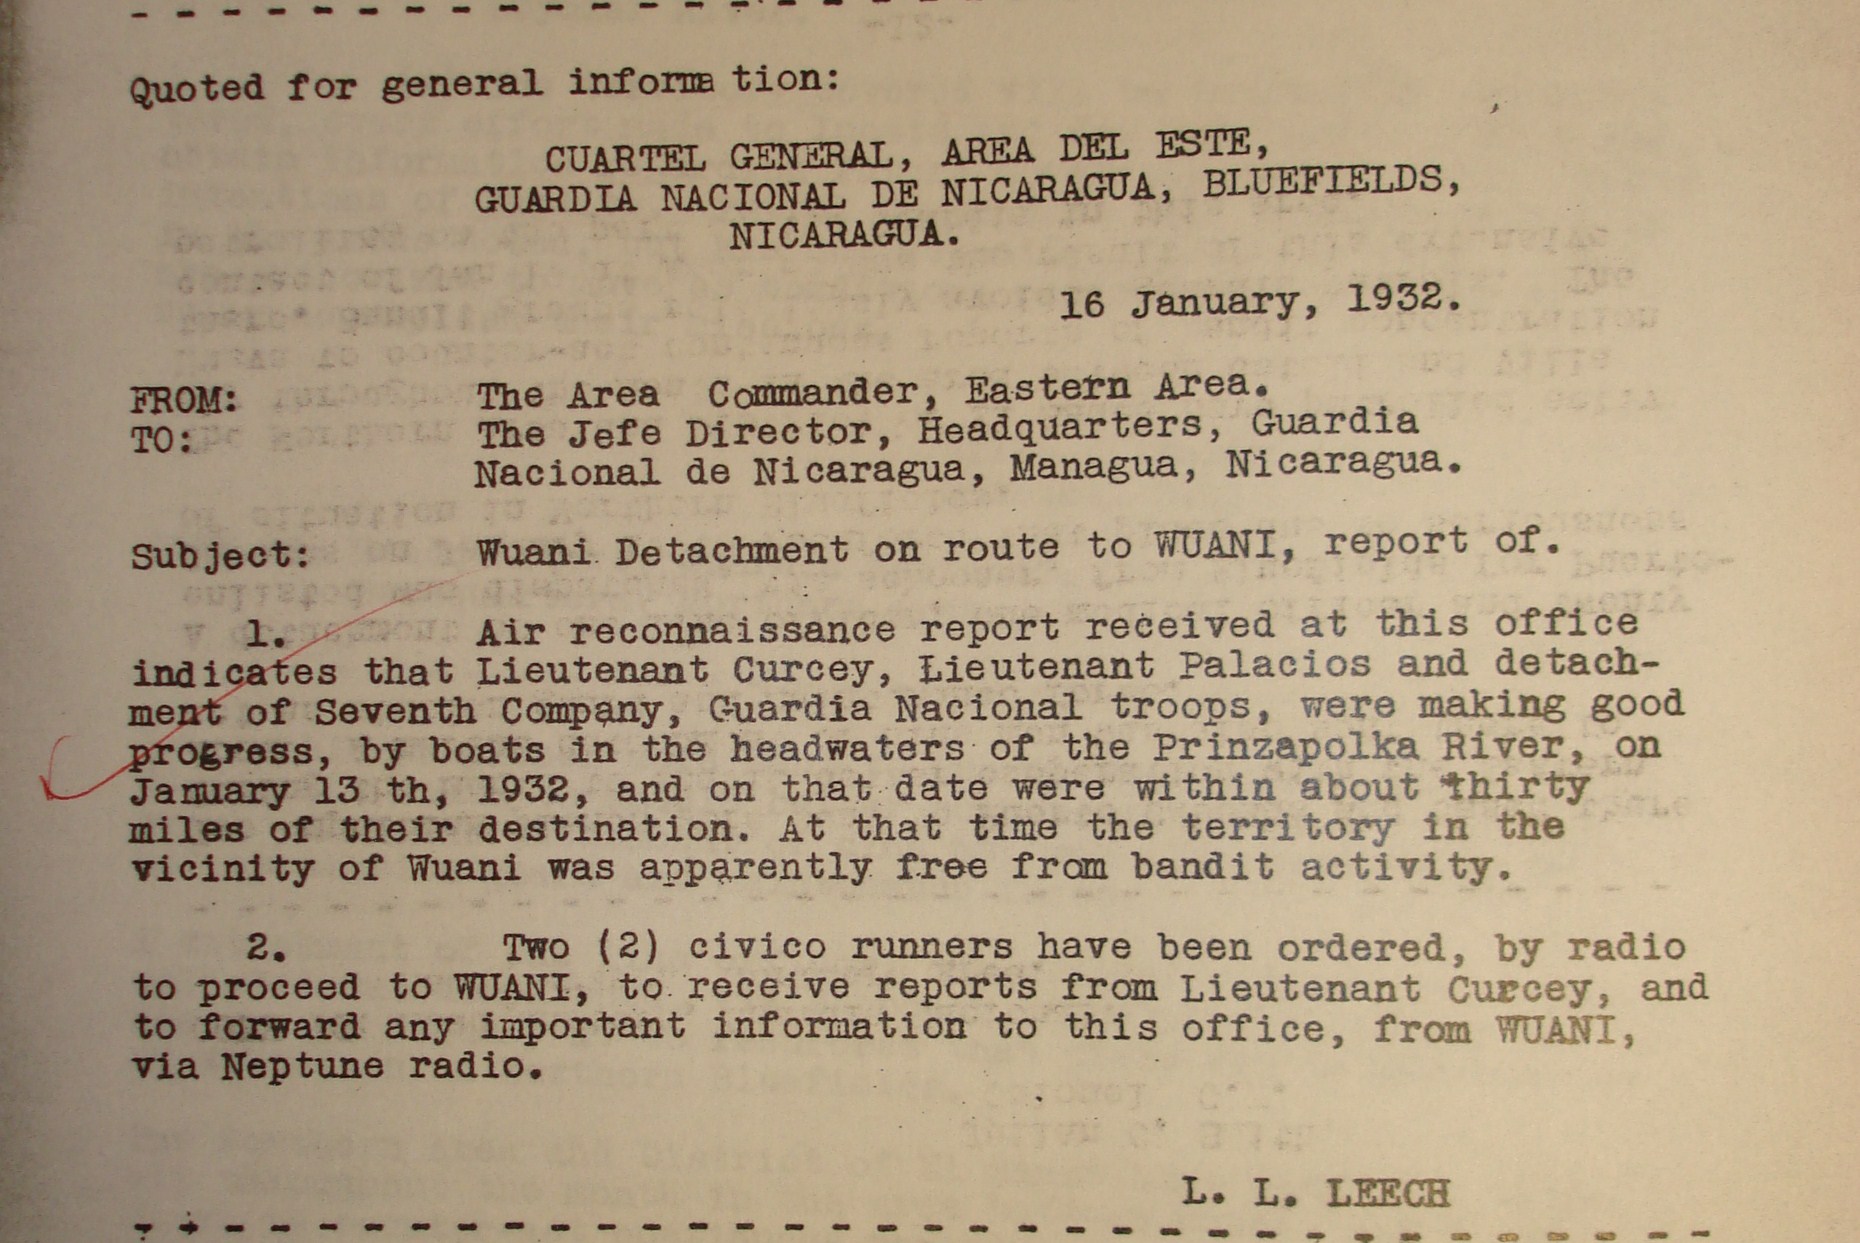 Quoted for general information:
CUARTEL GENERAL, AREA DEL ESTE,
GUARDIA NACIONAL DE NICARAGUA, BLUEFIELDS,
NICARAGUA.
16 January, 1932.
FROM: The Area Commander, Eastern Area.
TO: The Jefe Director, Headquarters, Guardia
Nacional de Nicaragua, Managua, Nicaragua.
Subject: Wuani Detachment on route to WUANI, report of.
1. Air reconnaissance report received at this office
indicates that Lieutenant Curcey, Lieutenant Palacios and detach-
ment of Seventh Company, Guardia Nacional troops, were making good
progress, by boats in the headwaters of the Prinzapolka River, on
January 13 th, 1932, and on that date were within about thirty
miles of their destination. At that time the territory in the
vicinity of Wuani was apparently free from bandit activity.
2. Two (2) civico runners have been ordered, by radio
to proceed to WUANI, to receive reports from Lieutenant Curcey, and
to forward any important information to this office, from WUANI,
via Neptune radio.
L. L. LEECH